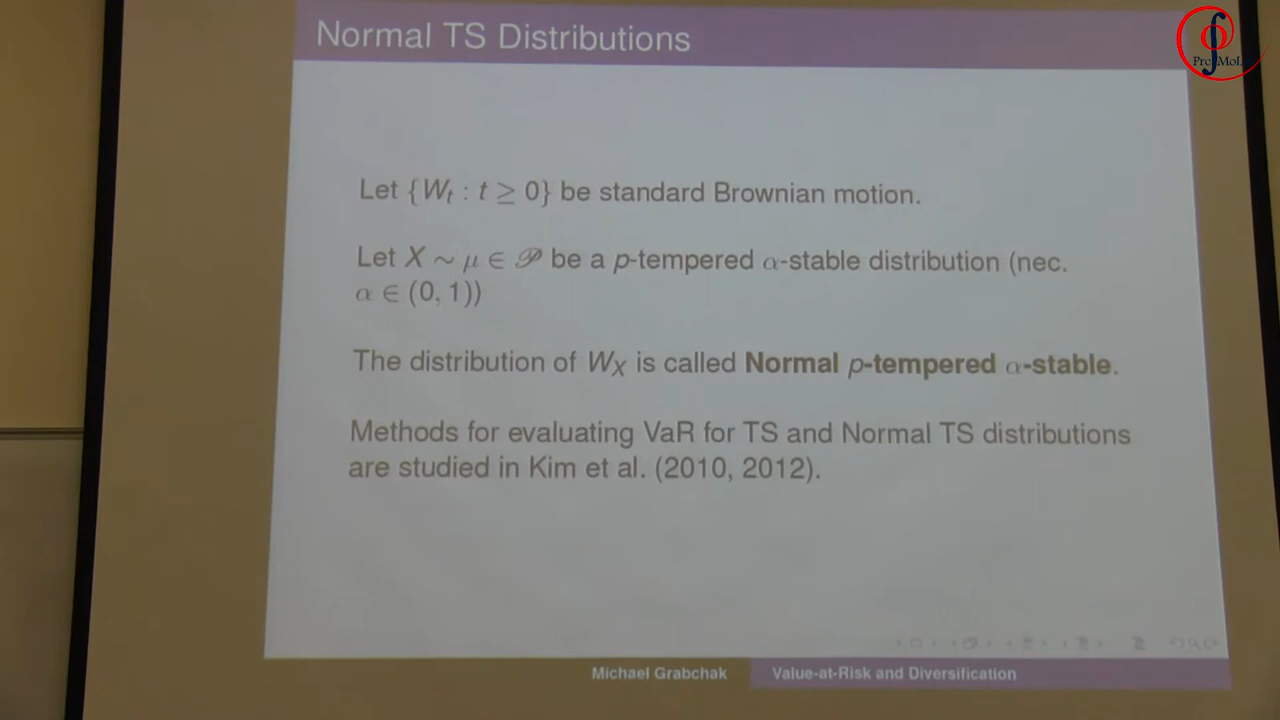 Normal TS Distributions
Let {W_t : t ≥ 0} be standard Brownian motion.
Let X ∼ μ ∈ 𝒫 be a p-tempered α-stable distribution (nec.
α ∈ (0, 1))
The distribution of W_X is called Normal p-tempered α-stable.
Methods for evaluating VaR for TS and Normal TS distributions
are studied in Kim et al. (2010, 2012).
Michael Grabchak
Value-at-Risk and Diversification